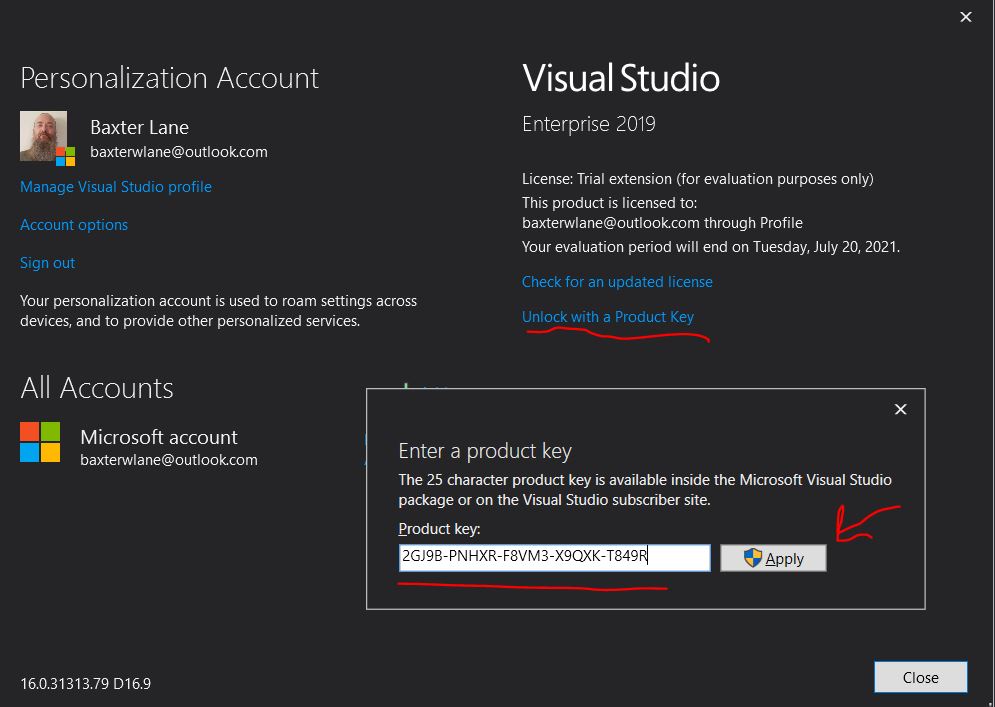 Personalization Account
Baxter Lane
baxterwlane@outlook.com
Manage Visual Studio profile
Account options
Sign out
Your personalization account is used to roam settings across
devices, and to provide other personalized services.
All Accounts
Microsoft account
baxterwlane@outlook.com
Visual Studio
Enterprise 2019
License: Trial extension (for evaluation purposes only)
This product is licensed to:
baxterwlane@outlook.com through Profile
Your evaluation period will end on Tuesday, July 20, 2021.
Check for an updated license
Unlock with a Product Key
Enter a product key
The 25 character product key is available inside the Microsoft Visual Studio
package or on the Visual Studio subscriber site.
Product key:
2GJ9B-PNHXR-F8VM3-X9QXK-T849R
Apply
16.0.31313.79 D16.9
Close